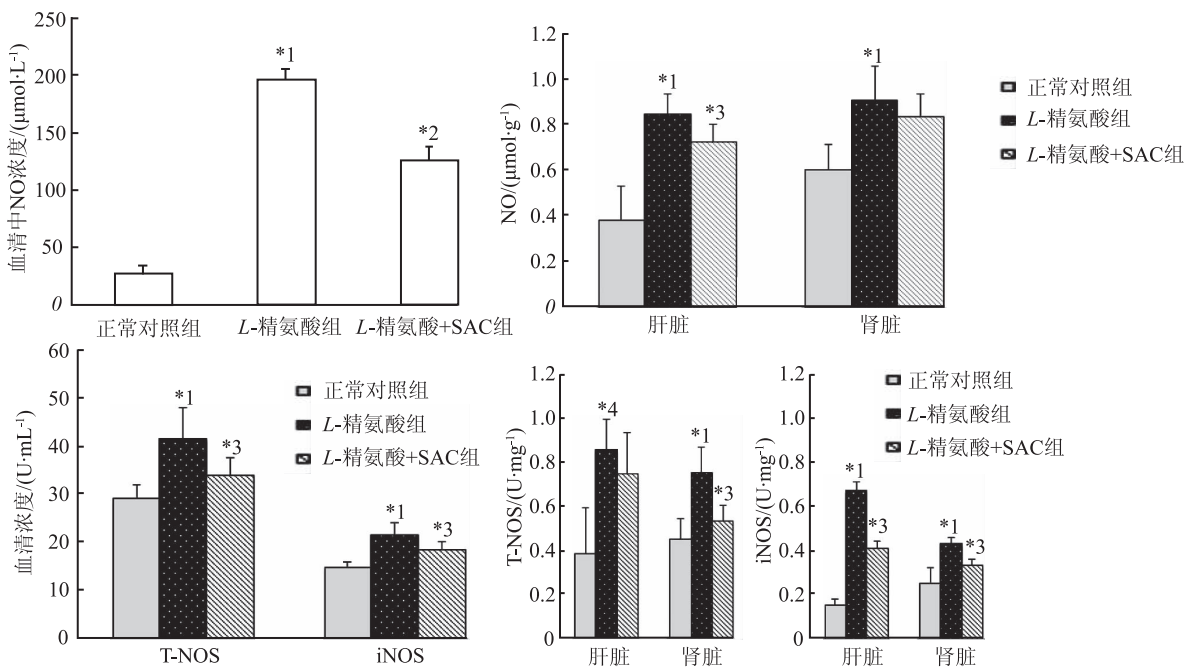 血清中NO浓度/(μmol·L⁻¹)
250
200
150
100
50
0
*1
*2
正常对照组
L-精氨酸组
L-精氨酸+SAC组
NO/(μmol·g⁻¹)
1.2
1.0
0.8
0.6
0.4
0.2
0
*1
*3
*1
肝脏
肾脏
正常对照组
L-精氨酸组
L-精氨酸+SAC组
血清浓度/(U·mL⁻¹)
60
50
40
30
20
10
0
*1
*3
*1
*3
T-NOS
iNOS
正常对照组
L-精氨酸组
L-精氨酸+SAC组
T-NOS/(U·mg⁻¹)
1.2
1.0
0.8
0.6
0.4
0.2
0
*4
*1
*3
肝脏
肾脏
iNOS/(U·mg⁻¹)
1.2
1.0
0.8
0.6
0.4
0.2
0
*1
*3
*1
*3
肝脏
肾脏
正常对照组
L-精氨酸组
L-精氨酸+SAC组